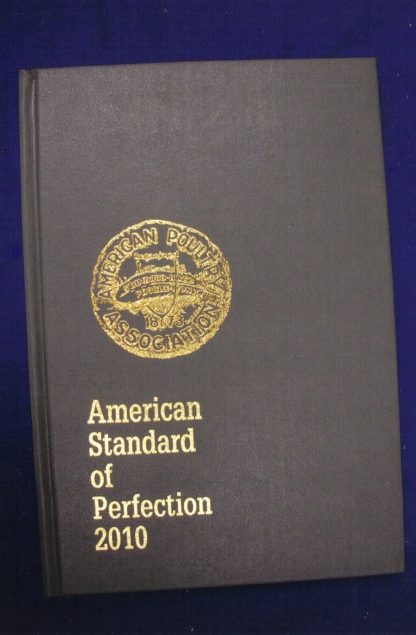 AMERICAN POULTRY
1873
ASSOCIATION
American
Standard
of
Perfection
2010